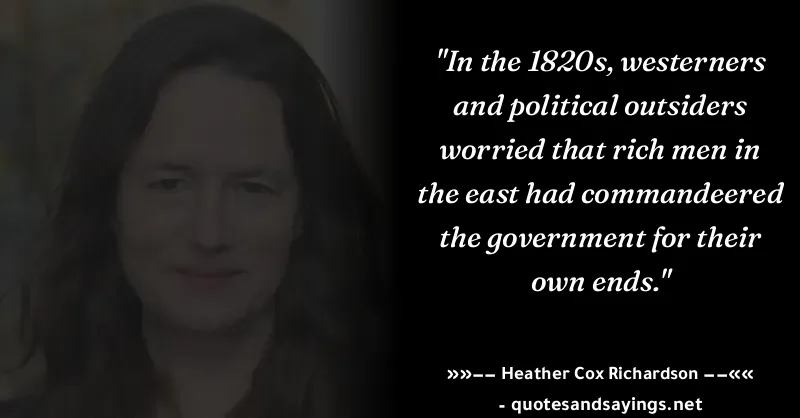 "In the 1820s, westerners
and political outsiders
worried that rich men in
the east had commandeered
the government for their
own ends."
»»–– Heather Cox Richardson ––««
- quotesandsayings.net